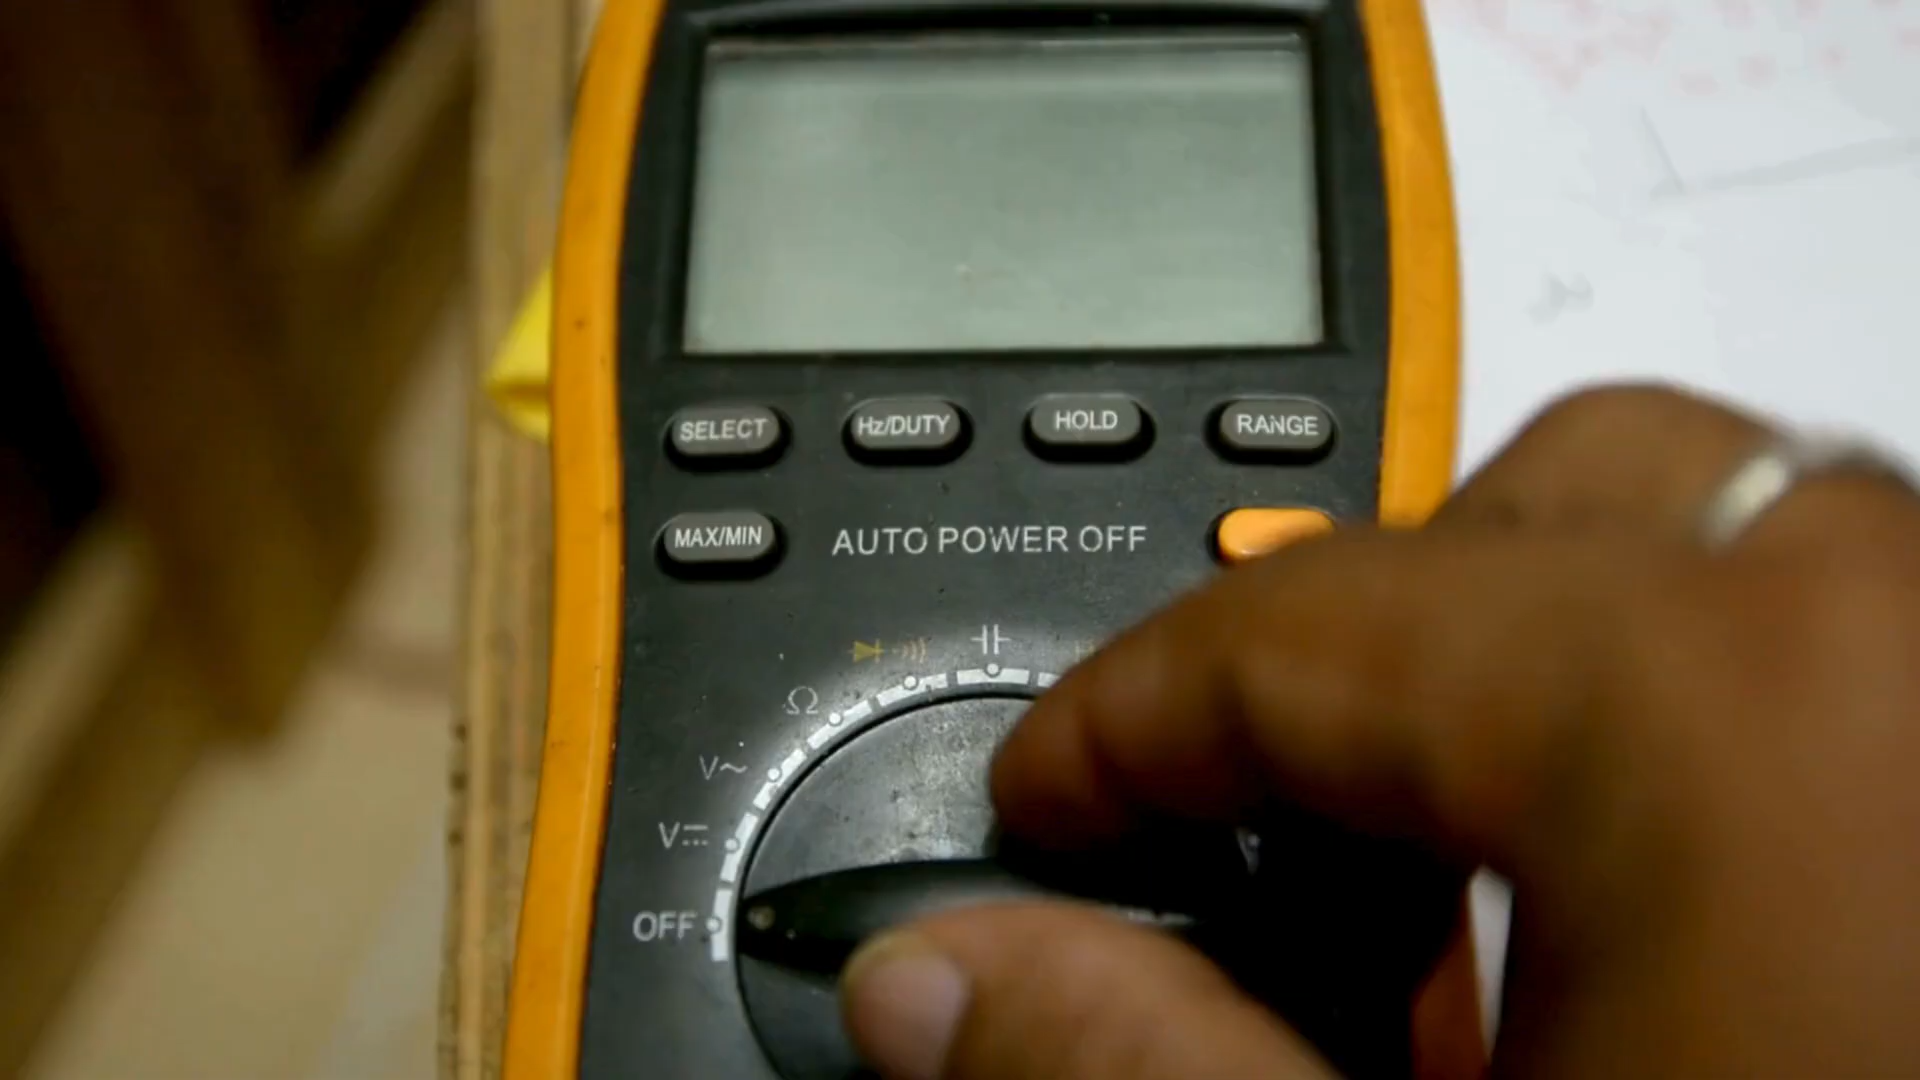 SELECT Hz/DUTY HOLD RANGE
MAX/MIN AUTO POWER OFF
Ω
V~
V⎓
OFF